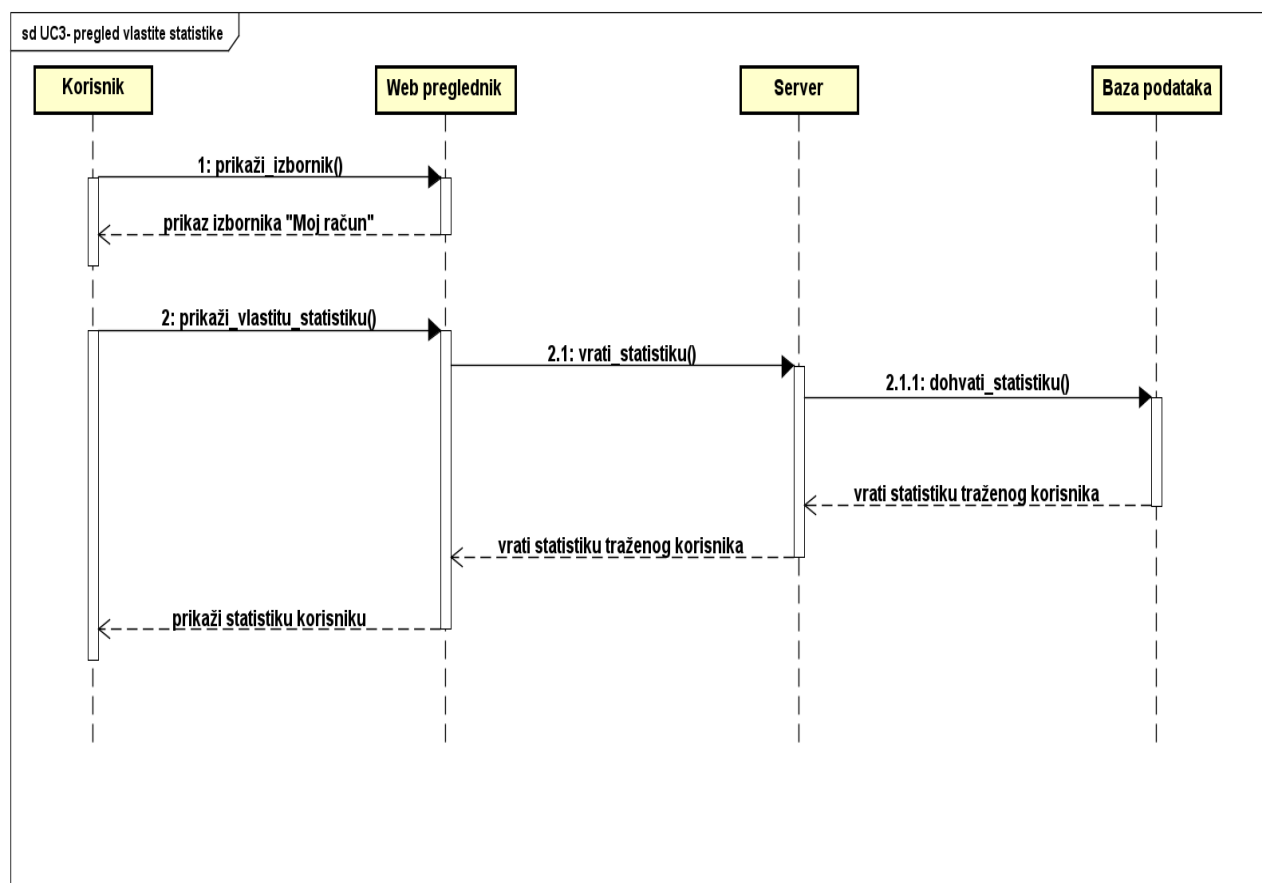 sd UC3- pregled vlastite statistike
Korisnik
Web preglednik
Server
Baza podataka
1: prikaži_izbornik()
prikaz izbornika "Moj račun"
2: prikaži_vlastitu_statistiku()
2.1: vrati_statistiku()
2.1.1: dohvati_statistiku()
vrati statistiku traženog korisnika
vrati statistiku traženog korisnika
prikaži statistiku korisniku